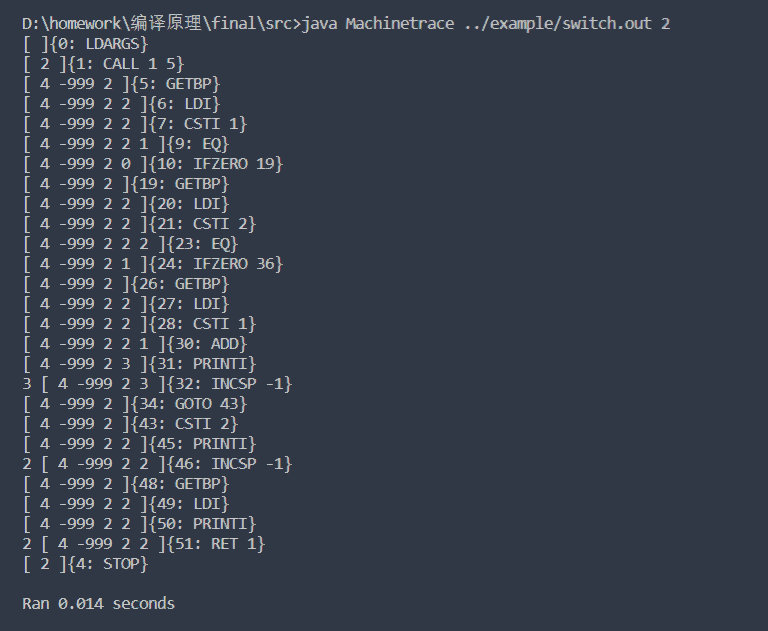 D:\homework\编译原理\final\src>java Machinetrace ../example/switch.out 2
[ ]{0: LDARGS}
[ 2 ]{1: CALL 1 5}
[ 4 -999 2 ]{5: GETBP}
[ 4 -999 2 2 ]{6: LDI}
[ 4 -999 2 2 ]{7: CSTI 1}
[ 4 -999 2 2 1 ]{9: EQ}
[ 4 -999 2 0 ]{10: IFZERO 19}
[ 4 -999 2 ]{19: GETBP}
[ 4 -999 2 2 ]{20: LDI}
[ 4 -999 2 2 ]{21: CSTI 2}
[ 4 -999 2 2 2 ]{23: EQ}
[ 4 -999 2 1 ]{24: IFZERO 36}
[ 4 -999 2 ]{26: GETBP}
[ 4 -999 2 2 ]{27: LDI}
[ 4 -999 2 2 ]{28: CSTI 1}
[ 4 -999 2 2 1 ]{30: ADD}
[ 4 -999 2 3 ]{31: PRINTI}
3 [ 4 -999 2 3 ]{32: INCSP -1}
[ 4 -999 2 ]{34: GOTO 43}
[ 4 -999 2 ]{43: CSTI 2}
[ 4 -999 2 2 ]{45: PRINTI}
2 [ 4 -999 2 2 ]{46: INCSP -1}
[ 4 -999 2 ]{48: GETBP}
[ 4 -999 2 2 ]{49: LDI}
[ 4 -999 2 2 ]{50: PRINTI}
2 [ 4 -999 2 2 ]{51: RET 1}
[ 2 ]{4: STOP}
Ran 0.014 seconds